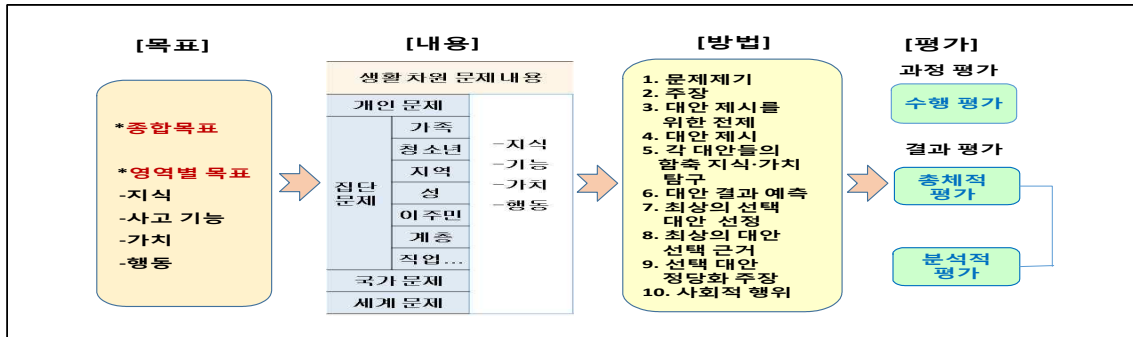 [목표]
*종합목표
*영역별 목표
-지식
-사고 기능
-가치
-행동
[내용]
생활 차원 문제 내용
개인 문제
집단
문제
가족
청소년
지역
성
이주민
계층
직업...
국가 문제
세계 문제
-지식
-기능
-가치
-행동
[방법]
1. 문제제기
2. 주장
3. 대안 제시를
위한 전제
4. 대안 제시
5. 각 대안들의
함축 지식·가치
탐구
6. 대안 결과 예측
7. 최상의 선택
대안 선정
8. 최상의 대안
선택 근거
9. 선택 대안
정당화 주장
10. 사회적 행위
[평가]
과정 평가
수행 평가
결과 평가
총체적
평가
분석적
평가